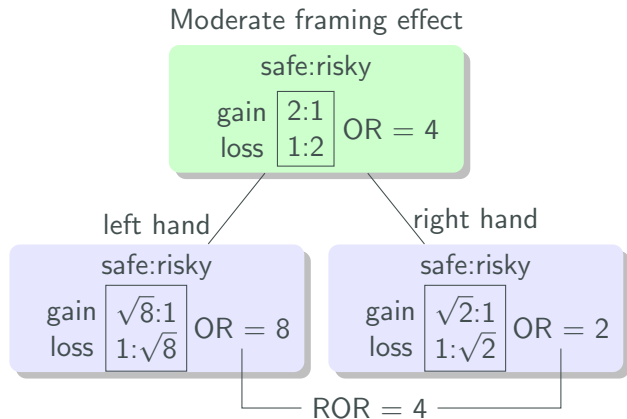 Moderate framing effect
safe:risky
gain 2:1
loss 1:2
OR = 4
left hand
right hand
safe:risky
gain √8:1
loss 1:√8
OR = 8
safe:risky
gain √2:1
loss 1:√2
OR = 2
ROR = 4